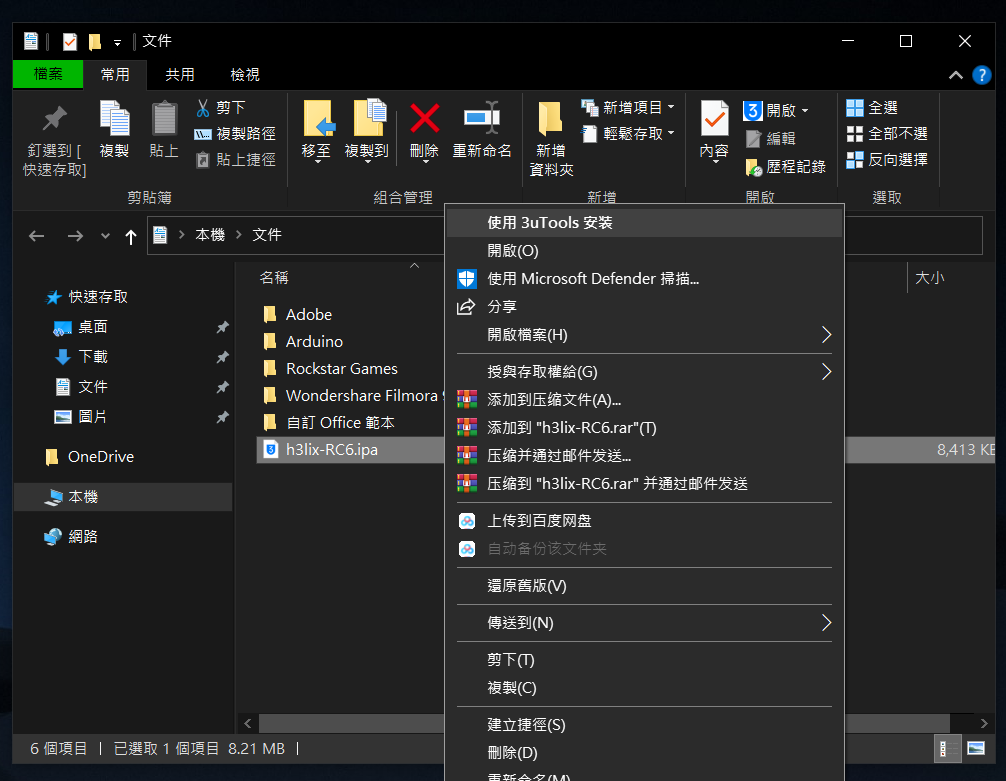 文件
檔案 常用 共用 檢視
釘選到 [
快速存取]
複製
貼上
剪下
複製路徑
貼上捷徑
剪貼簿
移至
複製到
刪除
重新命名
組合管理
新增
資料夾
新增項目
輕鬆存取
新增
內容
開啟
編輯
歷程記錄
開啟
全選
全部不選
反向選擇
選取
本機 文件
快速存取
桌面
下載
文件
圖片
OneDrive
本機
網路
名稱
大小
Adobe
Arduino
Rockstar Games
Wondershare Filmora
自訂 Office 範本
h3lix-RC6.ipa
8,413 KB
使用 3uTools 安装
開啟(O)
使用 Microsoft Defender 掃描...
分享
開啟檔案(H)
授與存取權給(G)
添加到压缩文件(A)...
添加到 "h3lix-RC6.rar"(T)
压缩并通过邮件发送...
压缩到 "h3lix-RC6.rar" 并通过邮件发送
上传到百度网盘
自动备份该文件夹
還原舊版(V)
傳送到(N)
剪下(T)
複製(C)
建立捷徑(S)
刪除(D)
重新命名(M)
6 個項目 已選取 1 個項目 8.21 MB